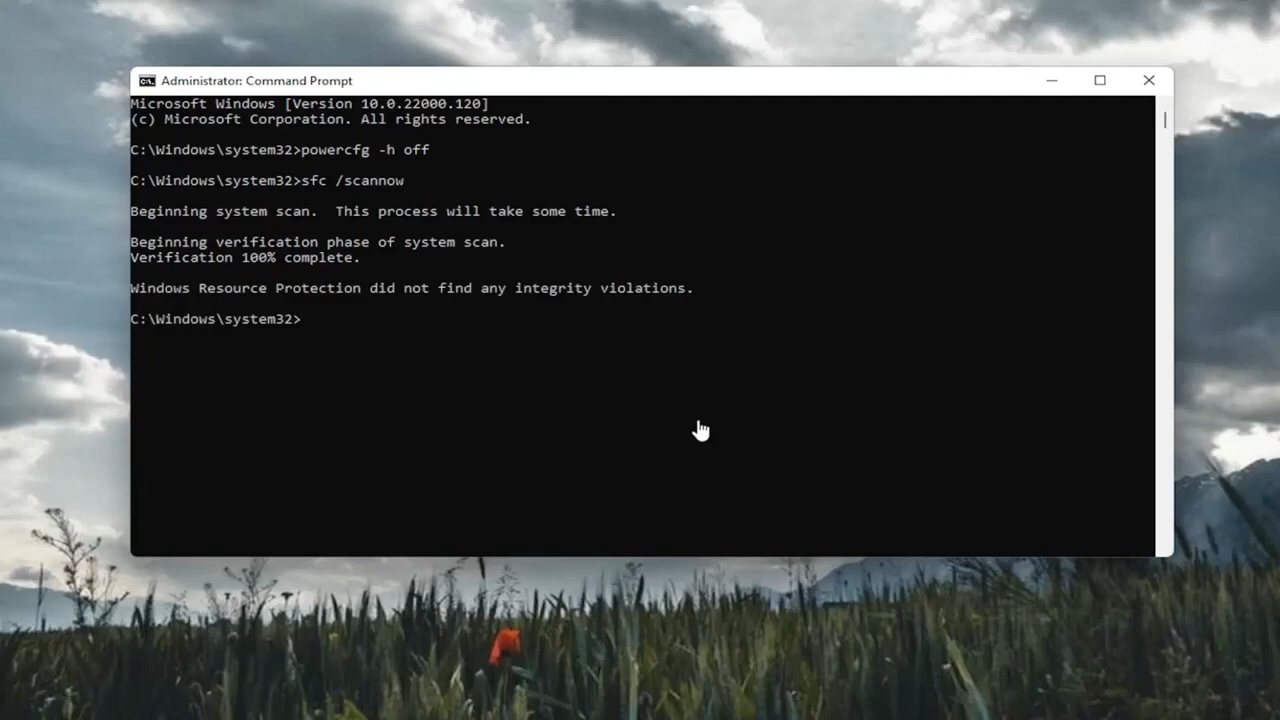 Administrator: Command Prompt
Microsoft Windows [Version 10.0.22000.120]
(c) Microsoft Corporation. All rights reserved.
C:\Windows\system32>powercfg -h off
C:\Windows\system32>sfc /scannow
Beginning system scan.  This process will take some time.
Beginning verification phase of system scan.
Verification 100% complete.
Windows Resource Protection did not find any integrity violations.
C:\Windows\system32>